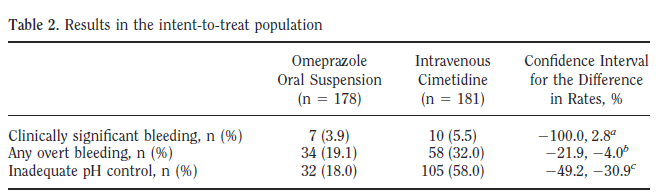 Table 2. Results in the intent-to-treat population
Omeprazole Intravenous Confidence Interval
Oral Suspension Cimetidine for the Difference
(n = 178) (n = 181) in Rates, %
Clinically significant bleeding, n (%) 7 (3.9) 10 (5.5) −100.0, 2.8a
Any overt bleeding, n (%) 34 (19.1) 58 (32.0) −21.9, −4.0b
Inadequate pH control, n (%) 32 (18.0) 105 (58.0) −49.2, −30.9c